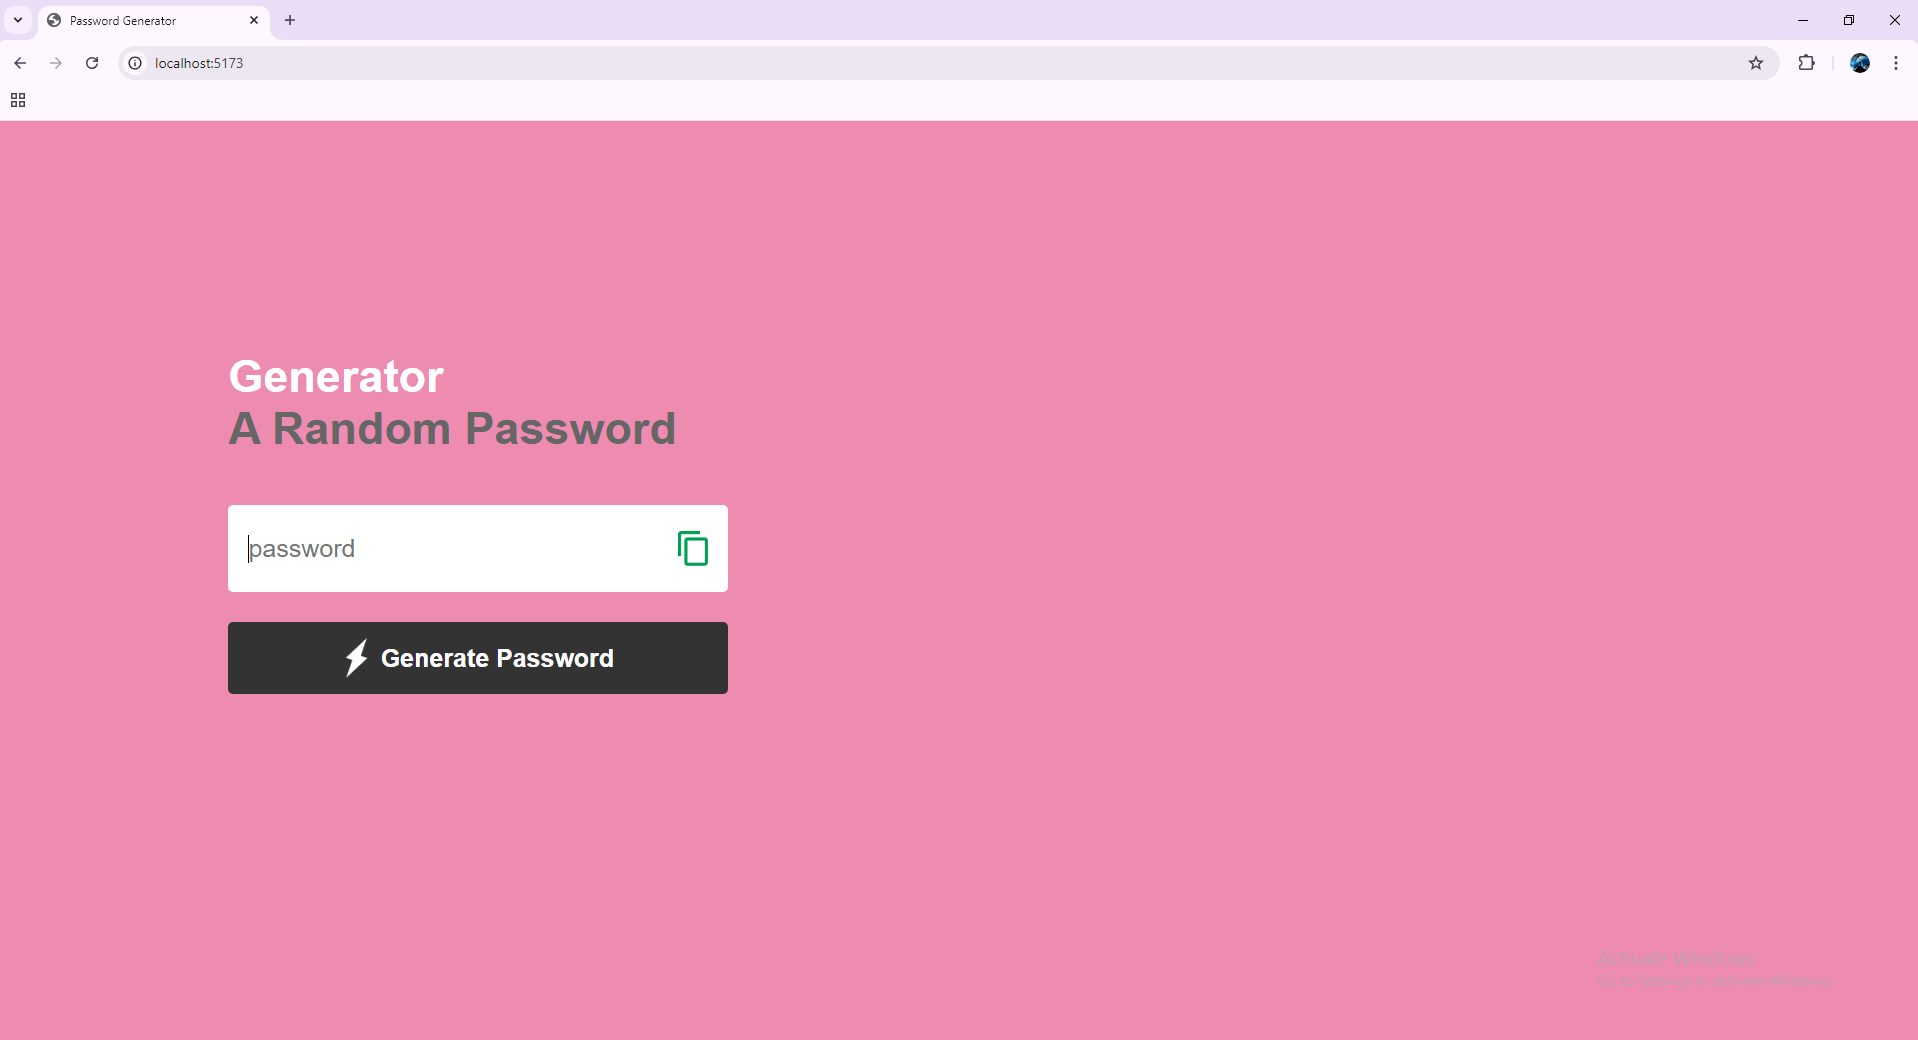 Password Generator
localhost:5173
Generator
A Random Password
password
Generate Password
Activate Windows
Go to Settings to activate Windows.